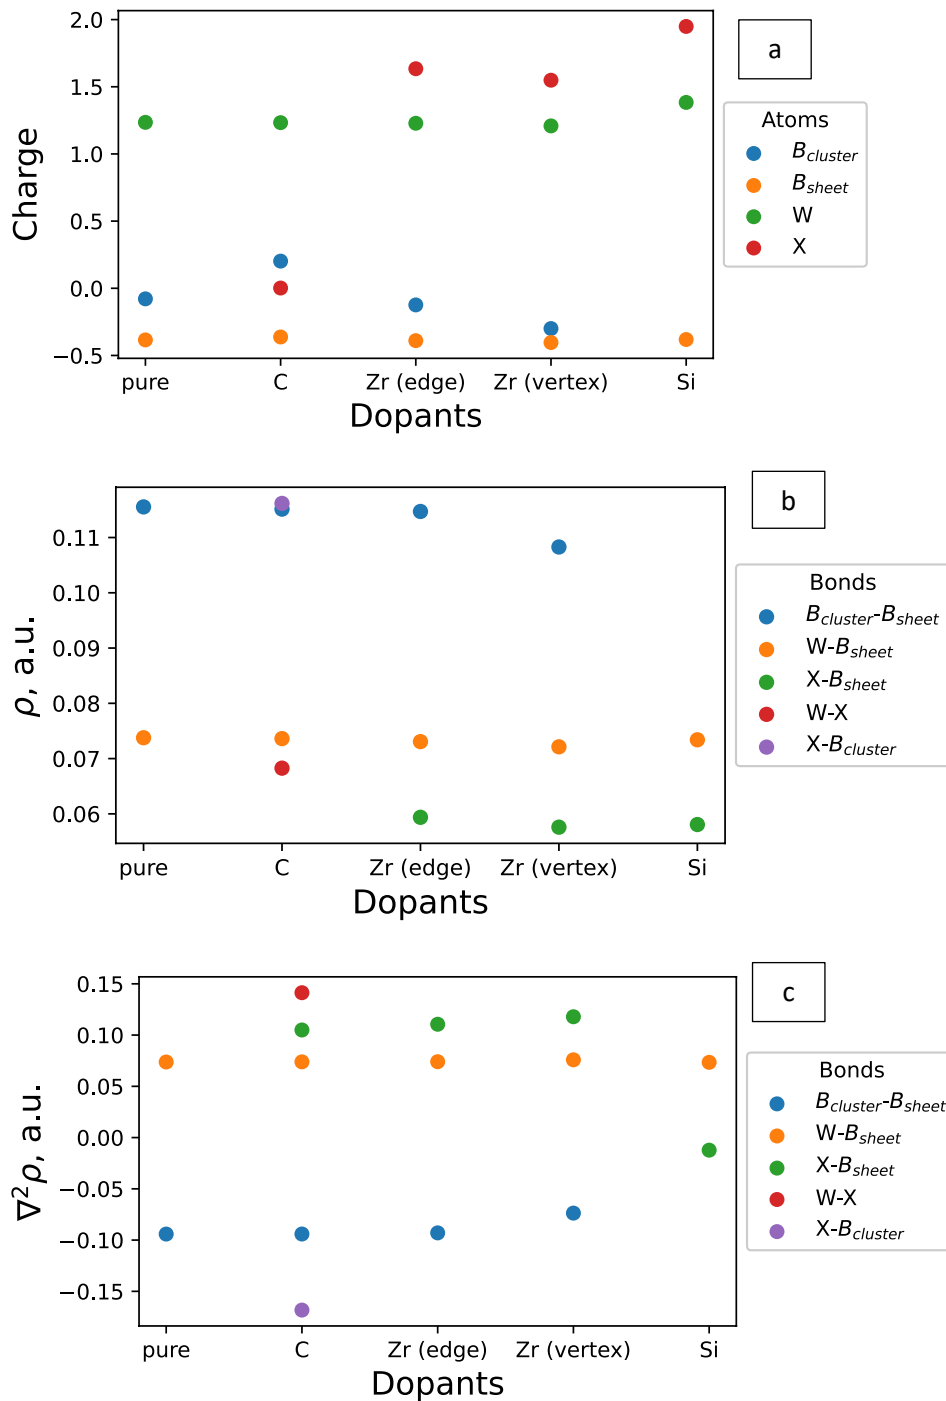 a
2.0
1.5
1.0
0.5
0.0
−0.5
Charge
pure C Zr (edge) Zr (vertex) Si
Dopants
Atoms
B_cluster
B_sheet
W
X
b
0.11
0.10
0.09
0.08
0.07
0.06
ρ, a.u.
pure C Zr (edge) Zr (vertex) Si
Dopants
Bonds
B_cluster-B_sheet
W-B_sheet
X-B_sheet
W-X
X-B_cluster
c
0.15
0.10
0.05
0.00
−0.05
−0.10
−0.15
∇²ρ, a.u.
pure C Zr (edge) Zr (vertex) Si
Dopants
Bonds
B_cluster-B_sheet
W-B_sheet
X-B_sheet
W-X
X-B_cluster